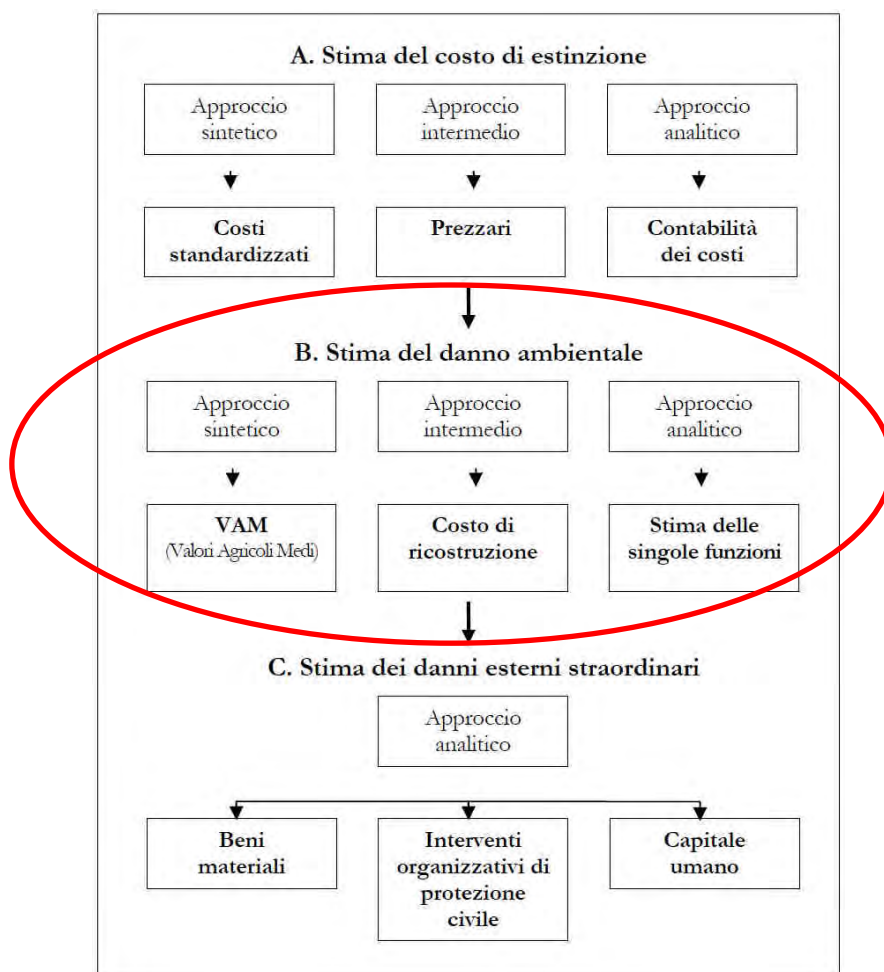 A. Stima del costo di estinzione
Approccio
sintetico
Approccio
intermedio
Approccio
analitico
Costi
standardizzati
Prezzari
Contabilità
dei costi
B. Stima del danno ambientale
Approccio
sintetico
Approccio
intermedio
Approccio
analitico
VAM
(Valori Agricoli Medi)
Costo di
ricostruzione
Stima delle
singole funzioni
C. Stima dei danni esterni straordinari
Approccio
analitico
Beni
materiali
Interventi
organizzativi di
protezione
civile
Capitale
umano